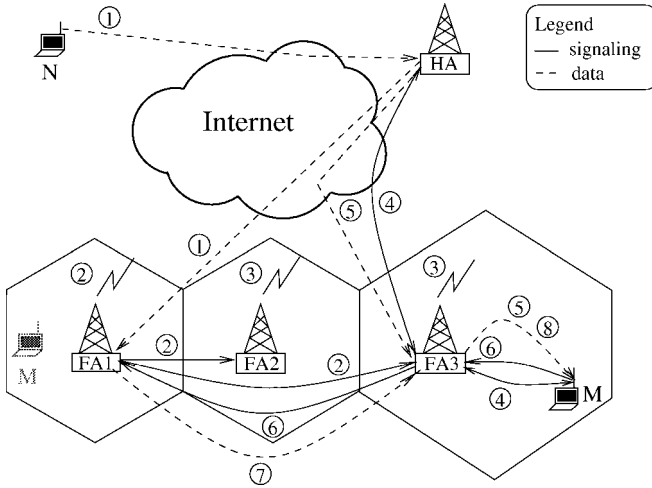 ①
Legend
signaling
data
N
HA
Internet
④
⑤
①
②
③
③
⑤
⑧
②
②
⑥
M
FA1
FA2
FA3
M
④
⑥
⑦